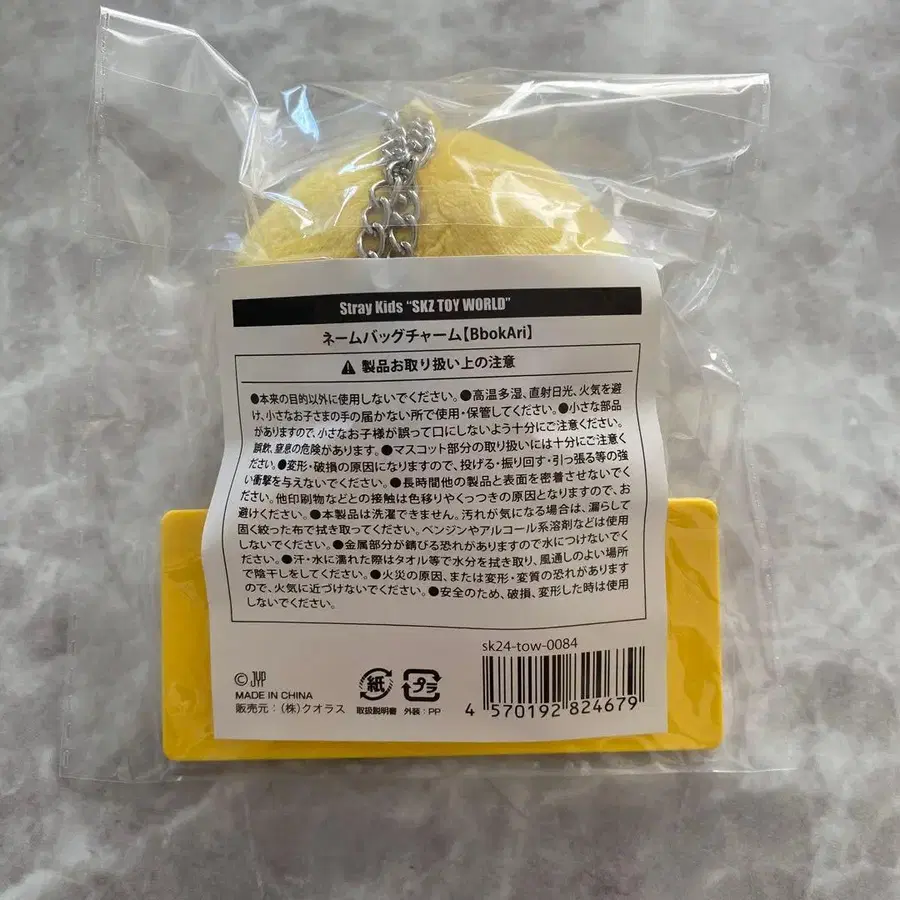 Stray Kids "SKZ TOY WORLD"
ネームバッグチャーム【BbokAri】
⚠ 製品お取り扱い上の注意
●本来の目的以外に使用しないでください。●高温多湿、直射日光、火気を避
け、小さなお子さまの手の届かない所で使用・保管してください。●小さな部品
がありますので、小さなお子様が誤って口にしないよう十分にご注意ください。
誤飲、窒息の危険があります。●マスコット部分の取り扱いには十分にご注意く
ださい。●変形・破損の原因になりますので、投げる・振り回す・引っ張る等の強
い衝撃を与えないでください。●長時間他の製品と表面を密着させないでく
ださい。他印刷物などとの接触は色移りやくっつきの原因となりますので、お
避けください。●本製品は洗濯できません。汚れが気になる場合は、濡らして
固く絞った布で拭き取ってください。ベンジンやアルコール系溶剤などは使用
しないでください。●金属部分が錆びる恐れがありますので水につけないでく
ださい。●汗・水に濡れた際はタオル等で水分を拭き取り、風通しのよい場所
で陰干しをしてください。●火災の原因、または変形・変質の恐れがあります
ので、火気に近づけないでください。●安全のため、破損、変形した時は使用
しないでください。
sk24-tow-0084
© JYP
MADE IN CHINA
販売元:(株)クオラス
紙
取扱説明書
プラ
外装:PP
4 570192 824679